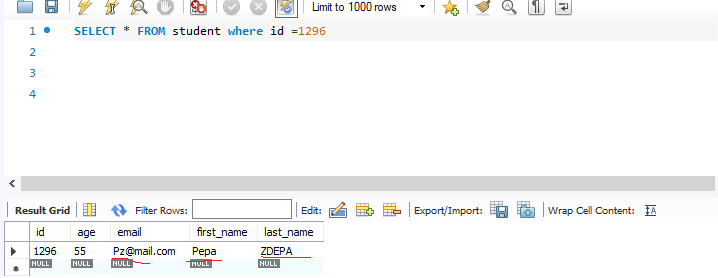 Limit to 1000 rows
1 SELECT * FROM student where id =1296
2
3
4
Result Grid Filter Rows: Edit: Export/Import: Wrap Cell Content: IA
id age email first_name last_name
1296 55 Pz@mail.com Pepa ZDEPA
NULL NULL NULL NULL NULL